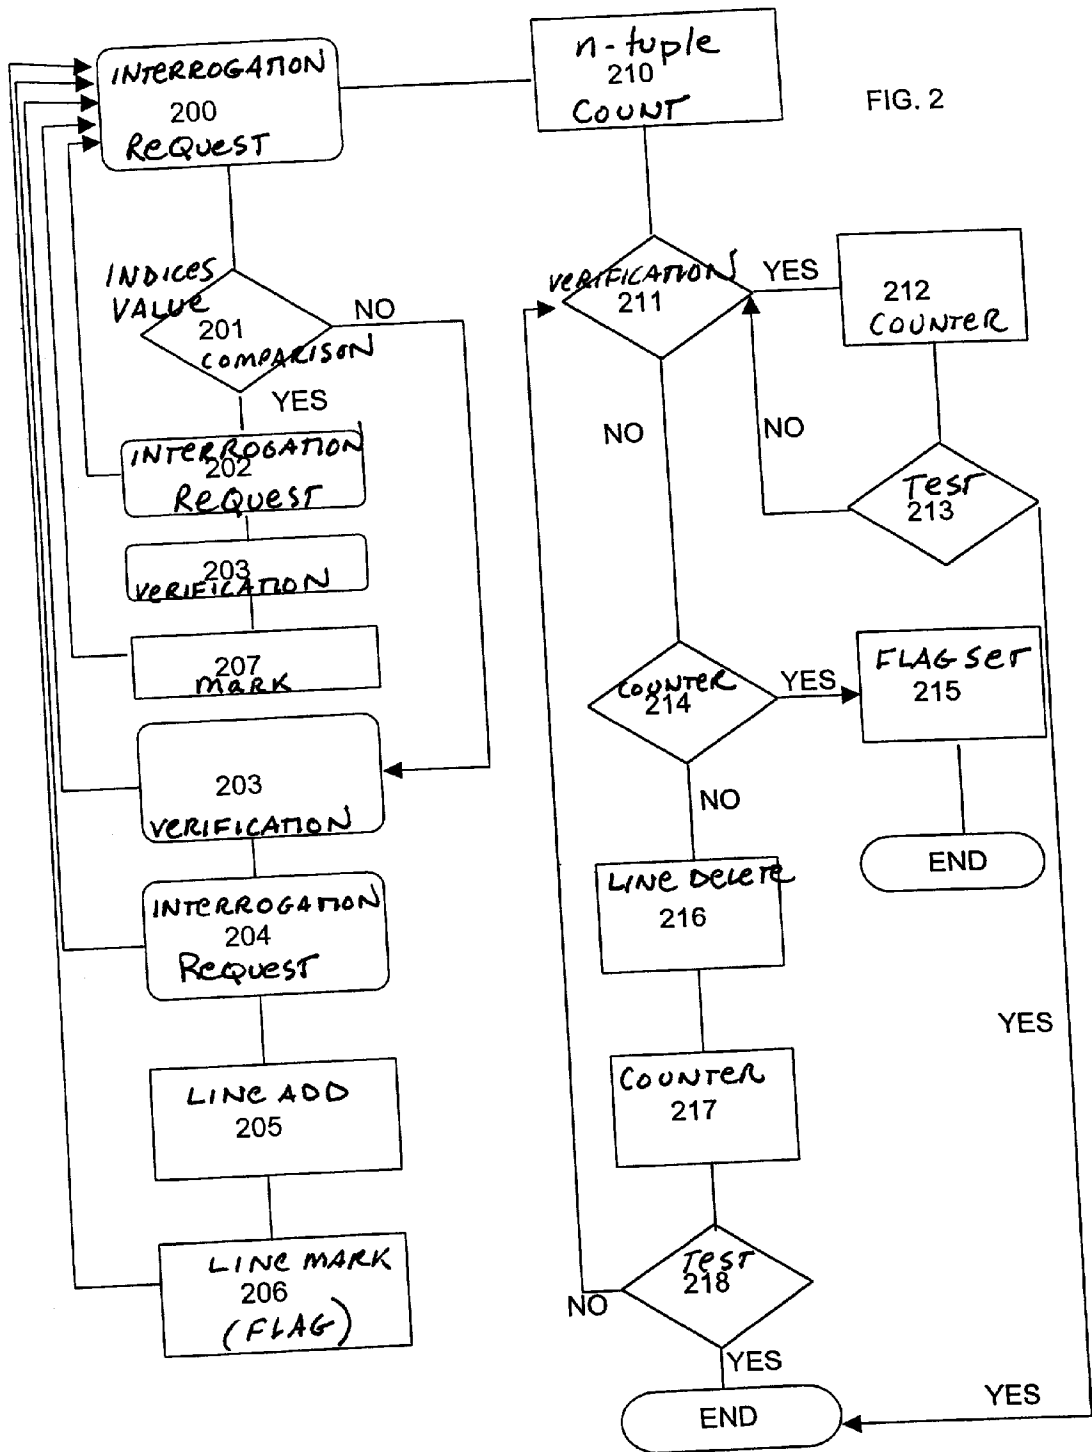 n-tuple
210
COUNT
FIG. 2
INTERROGATION
200
REQUEST
INDICES
VALUE
201
COMPARISON
NO
YES
INTERROGATION
202
REQUEST
203
VERIFICATION
207
MARK
203
VERIFICATION
INTERROGATION
204
REQUEST
LINE ADD
205
LINE MARK
206
(FLAG)
VERIFICATION
211
YES
212
COUNTER
NO
NO
TEST
213
COUNTER
214
YES
FLAG SET
215
NO
END
LINE DELETE
216
YES
COUNTER
217
TEST
218
NO
YES
END
YES